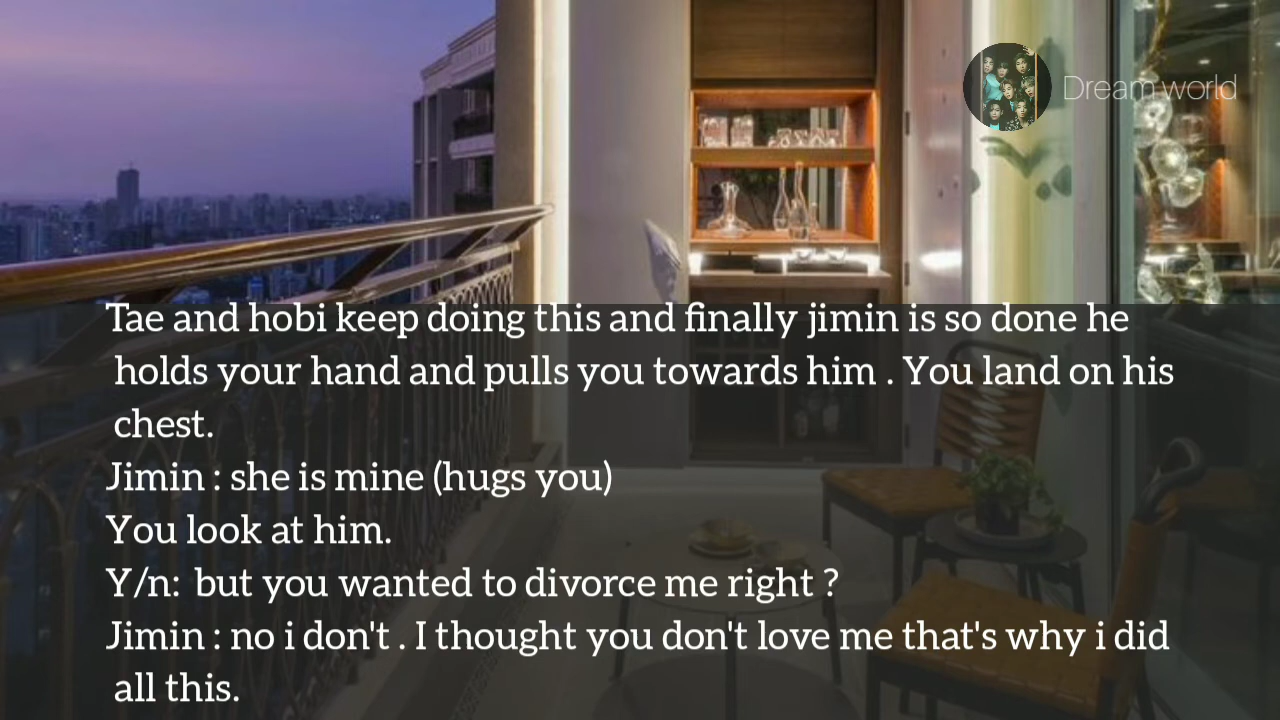 Dream world
Tae and hobi keep doing this and finally jimin is so done he
holds your hand and pulls you towards him . You land on his
chest.
Jimin : she is mine (hugs you)
You look at him.
Y/n: but you wanted to divorce me right ?
Jimin : no i don't . I thought you don't love me that's why i did
all this.